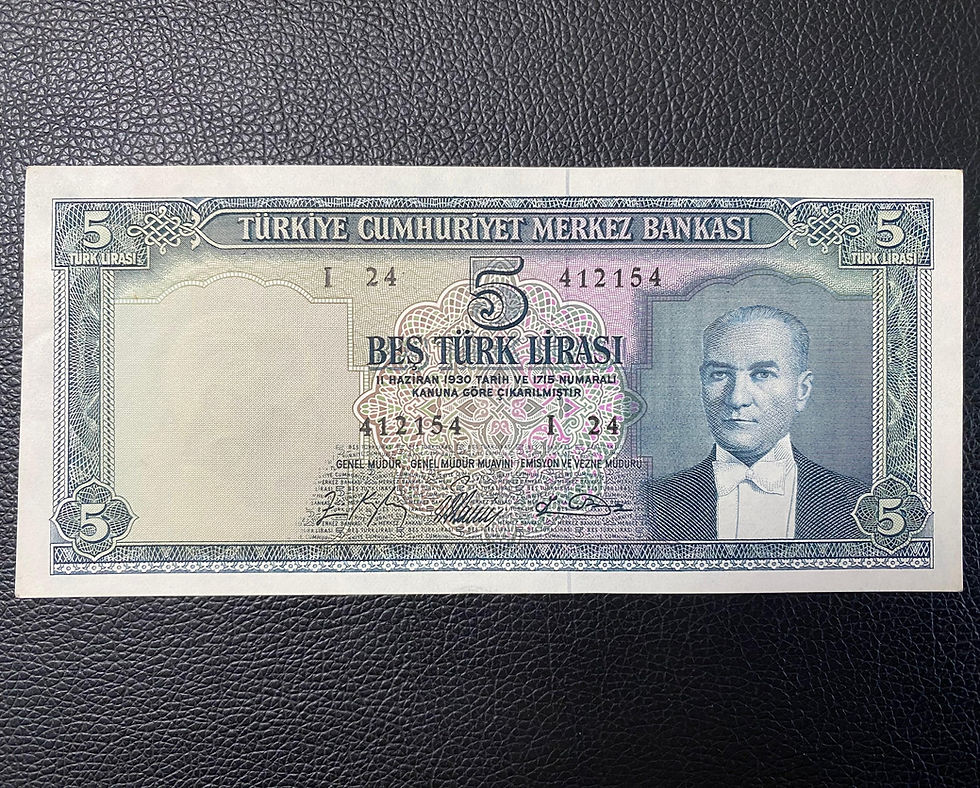 5 TÜRKİYE CUMHURİYET MERKEZ BANKASI 5
TÜRK LİRASI TÜRK LİRASI
I 24 5 412154
BEŞ TÜRK LİRASI
11 HAZİRAN 1930 TARİH VE 1715 NUMARALI
KANUNA GÖRE ÇIKARILMIŞTIR
412154 I 24
GENEL MÜDÜR, GENEL MÜDÜR MUAVİNİ EMİSYON VE VEZNE MÜDÜRÜ
5 5